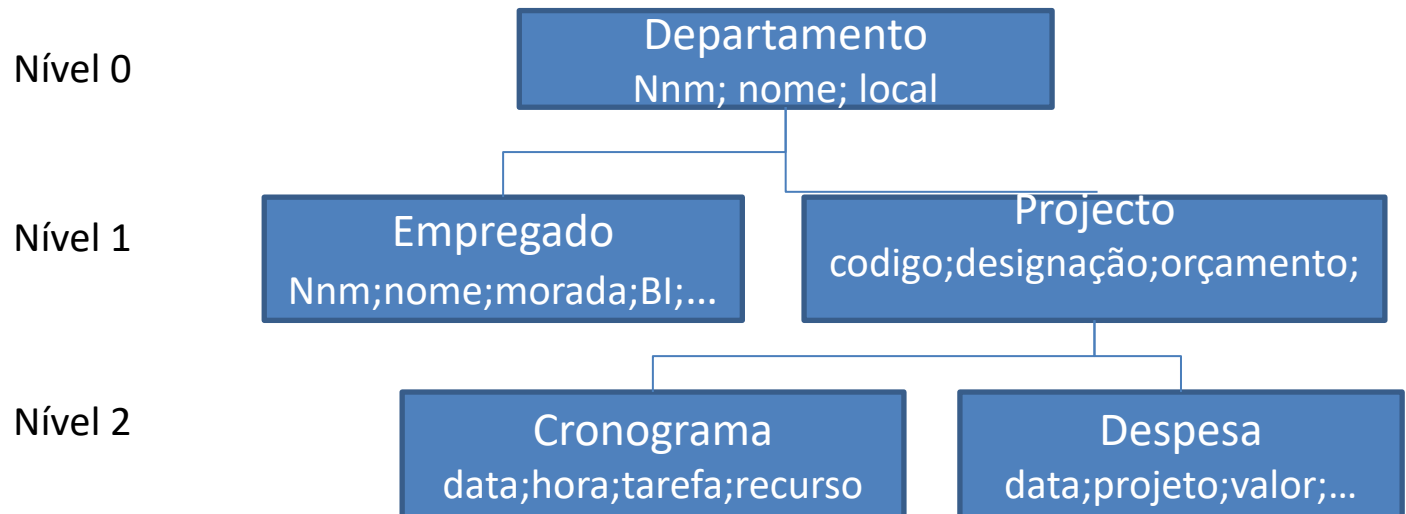 Nível 0
Departamento
Nnm; nome; local
Nível 1
Empregado
Nnm;nome;morada;BI;...
Projecto
codigo;designação;orçamento;
Nível 2
Cronograma
data;hora;tarefa;recurso
Despesa
data;projeto;valor;...